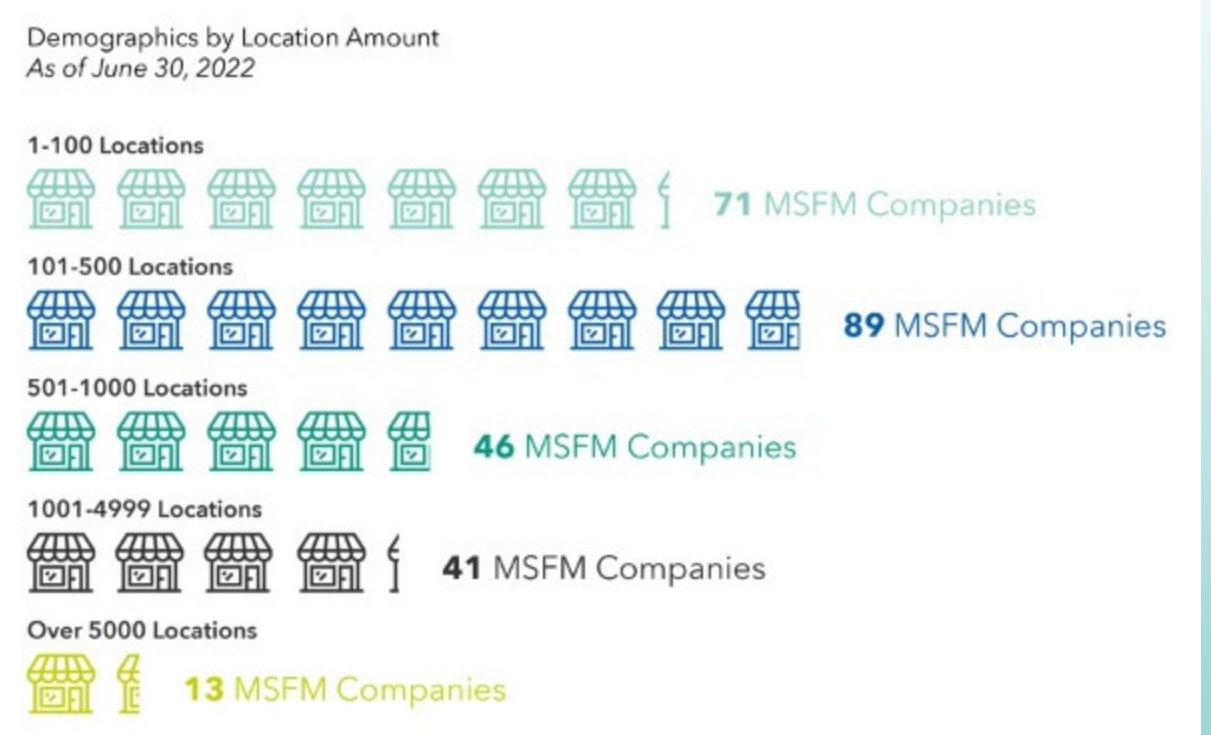 Demographics by Location Amount
As of June 30, 2022
1-100 Locations
71 MSFM Companies
101-500 Locations
89 MSFM Companies
501-1000 Locations
46 MSFM Companies
1001-4999 Locations
41 MSFM Companies
Over 5000 Locations
13 MSFM Companies